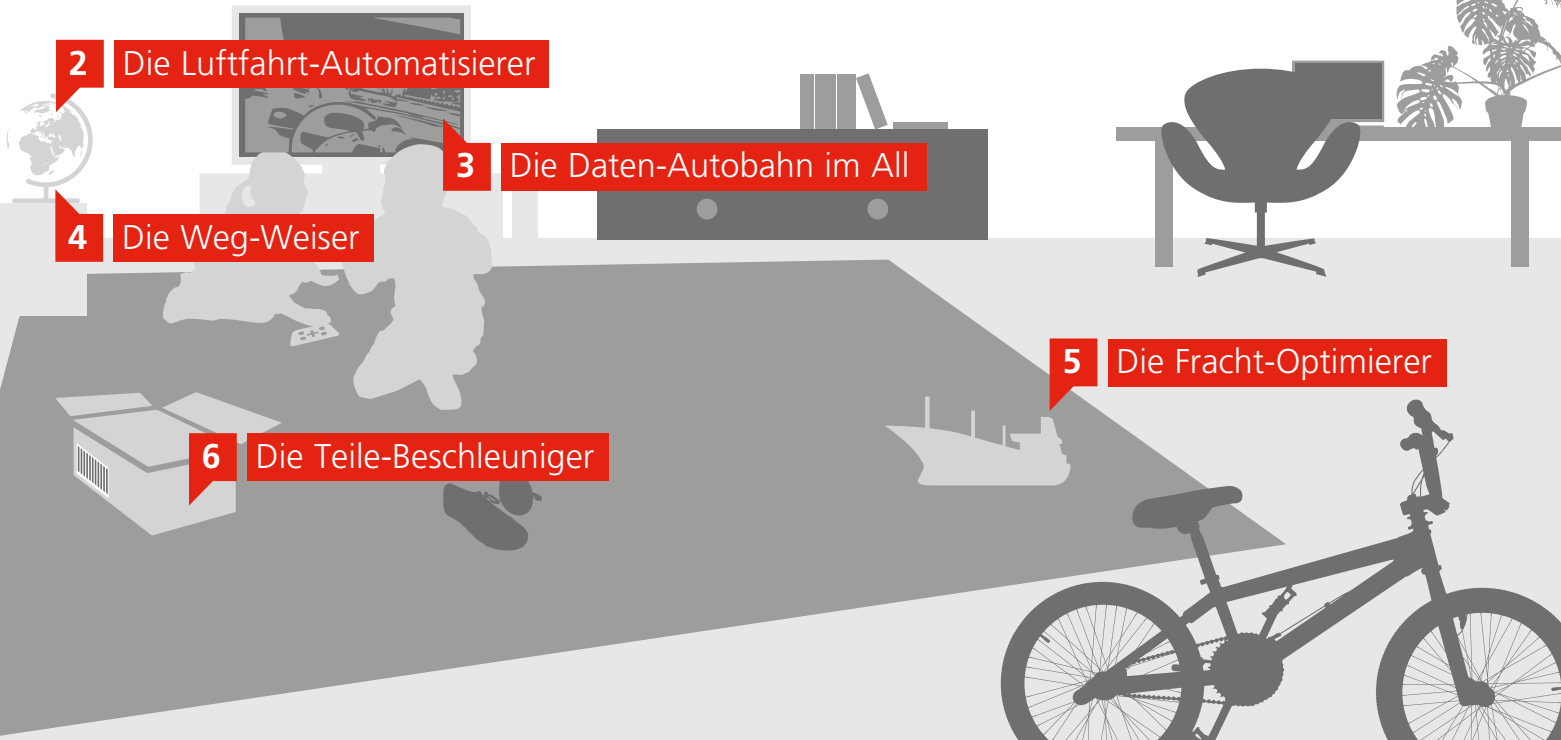 2 Die Luftfahrt-Automatisierer
3 Die Daten-Autobahn im All
4 Die Weg-Weiser
5 Die Fracht-Optimierer
6 Die Teile-Beschleuniger